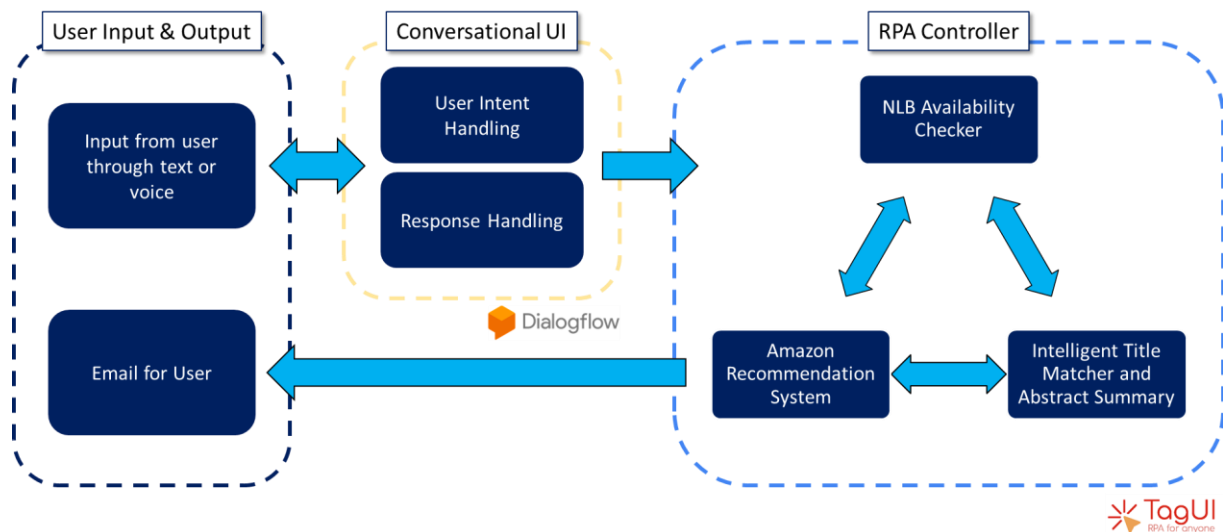 User Input & Output
Conversational UI
RPA Controller
Input from user
through text or
voice
User Intent
Handling
Response Handling
NLB Availability
Checker
Dialogflow
Email for User
Amazon
Recommendation
System
Intelligent Title
Matcher and
Abstract Summary
TagUI
RPA for anyone